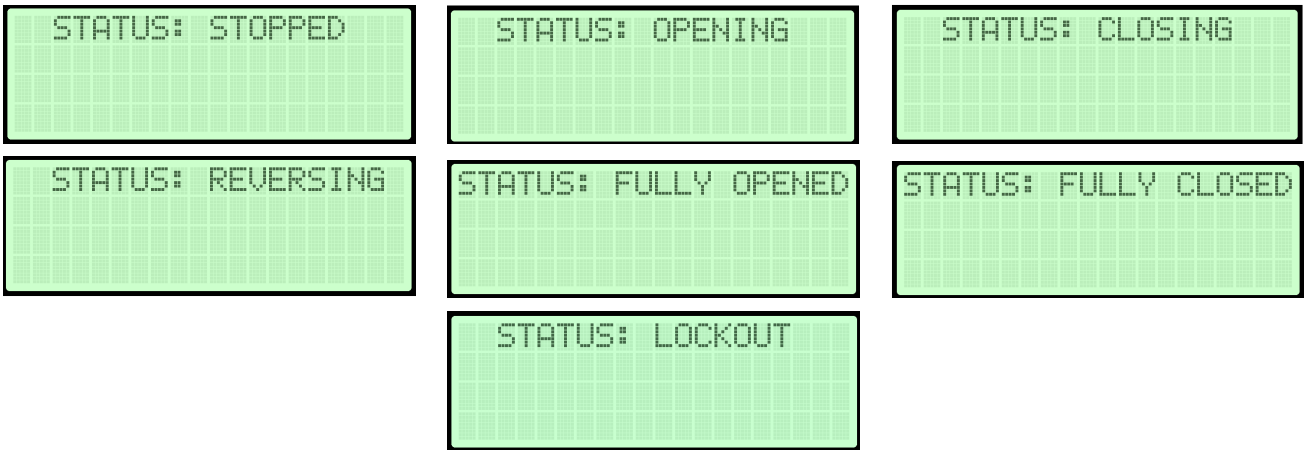 STATUS: STOPPED
STATUS: OPENING
STATUS: CLOSING
STATUS: REVERSING
STATUS: FULLY OPENED
STATUS: FULLY CLOSED
STATUS: LOCKOUT